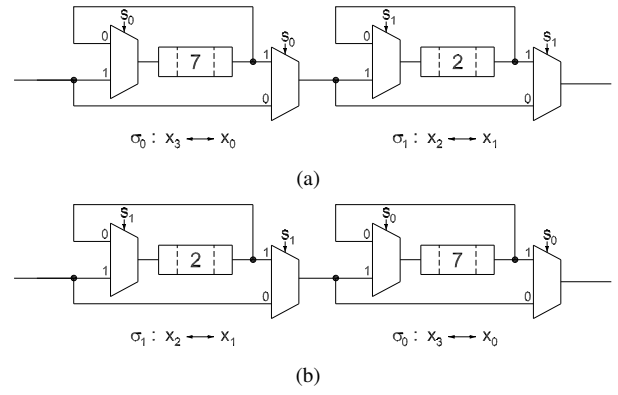 S₀ S₀ S₁ S₁
0 0
7 1 2 1
1 0 1 0
σ₀ : x₃ ↔ x₀ σ₁ : x₂ ↔ x₁
(a)
S₁ S₁ S₀ S₀
0 0
2 1 7 1
1 0 1 0
σ₁ : x₂ ↔ x₁ σ₀ : x₃ ↔ x₀
(b)